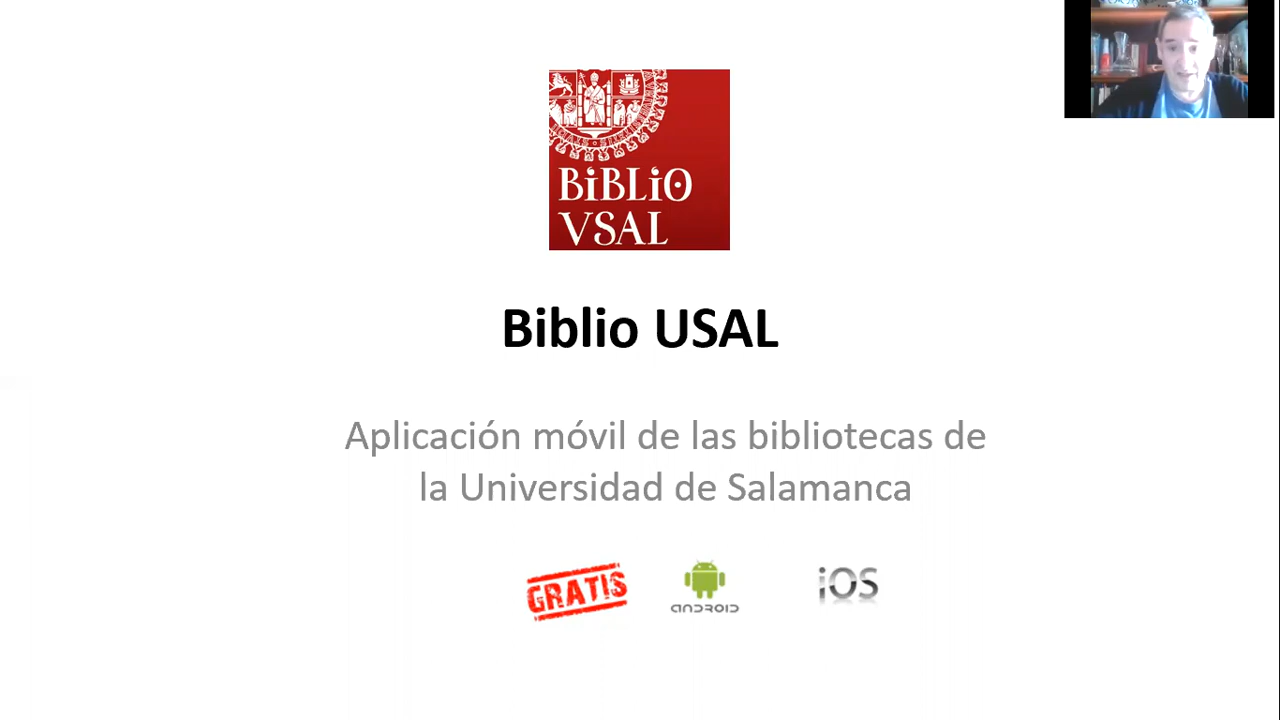 BiBLiO
VSAL
Biblio USAL
Aplicación móvil de las bibliotecas de
la Universidad de Salamanca
GRATIS
ANDROID
iOS